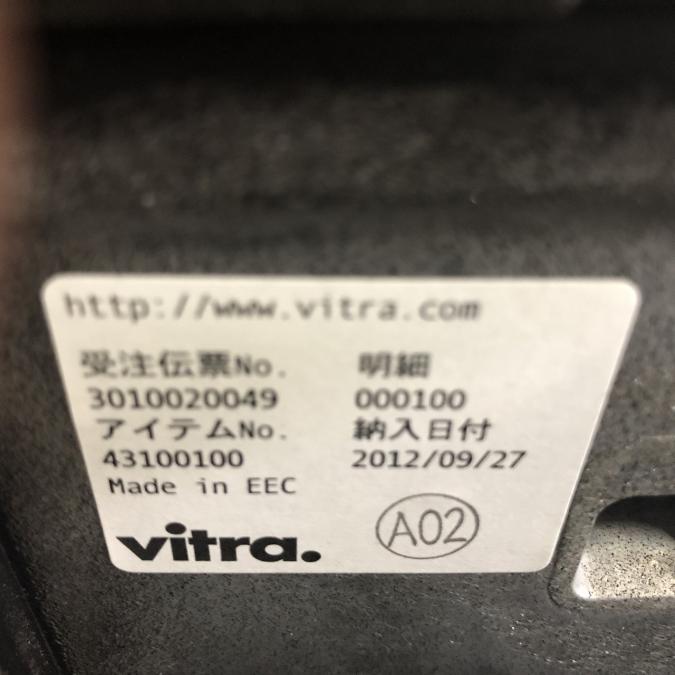 http://www.vitra.com
受注伝票No. 明細
3010020049 000100
アイテムNo. 納入日付
43100100 2012/09/27
Made in EEC
vitra. A02